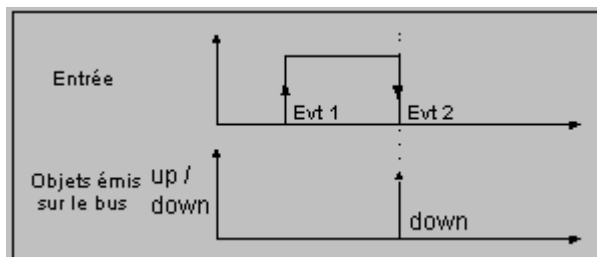 Entrée
Evt 1
Evt 2
Objets émis
sur le bus
up /
down
down